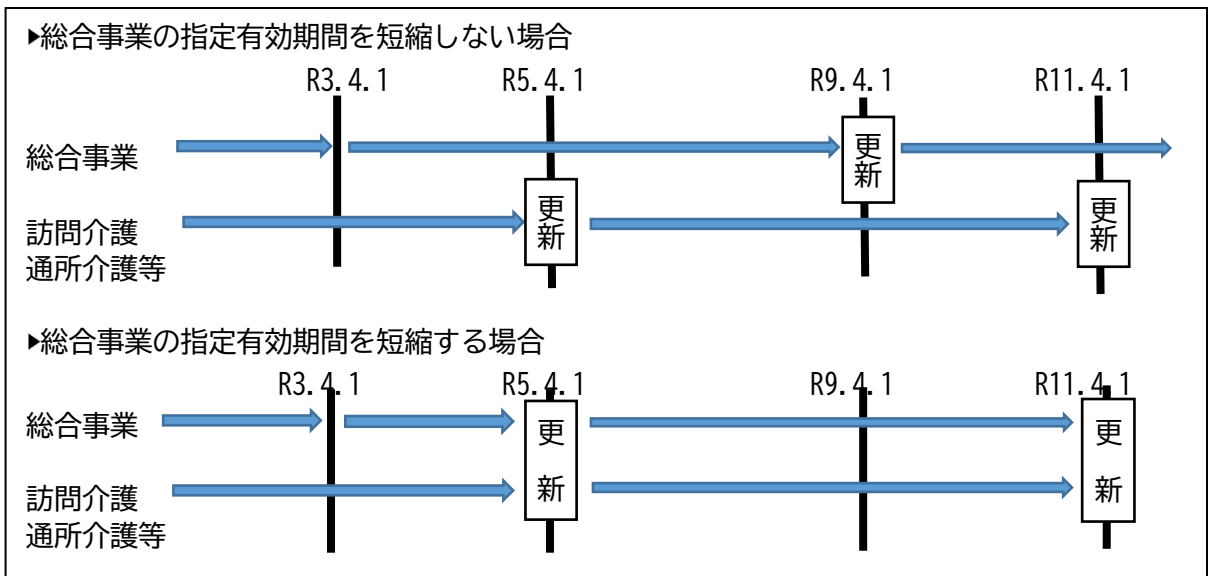 ▶総合事業の指定有効期間を短縮しない場合
R3.4.1 R5.4.1 R9.4.1 R11.4.1
総合事業
更新
訪問介護
通所介護等
更新
更新
▶総合事業の指定有効期間を短縮する場合
R3.4.1 R5.4.1 R9.4.1 R11.4.1
総合事業
訪問介護
通所介護等
更新
更新